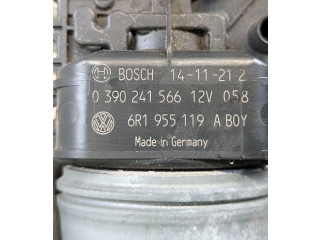 BOSCH 14-11-21 2
0 390 241 566 12V 058
6R1 955 119 A BOY
Made in Germany